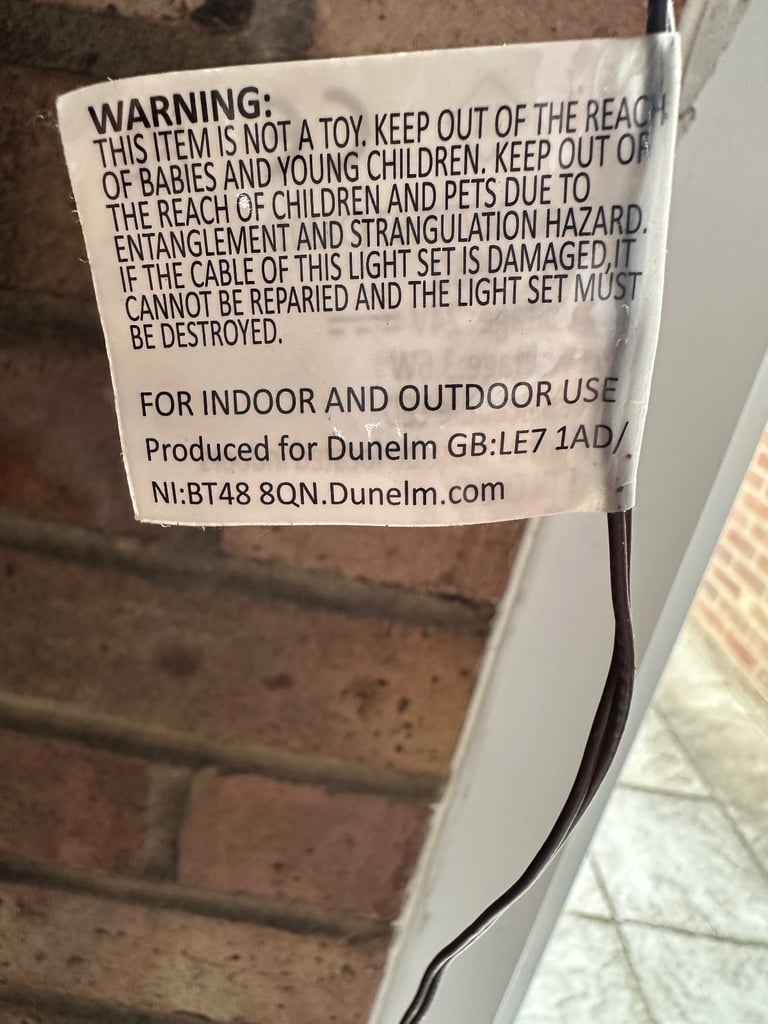 WARNING:
THIS ITEM IS NOT A TOY. KEEP OUT OF THE REACH
OF BABIES AND YOUNG CHILDREN. KEEP OUT OF
THE REACH OF CHILDREN AND PETS DUE TO
ENTANGLEMENT AND STRANGULATION HAZARD.
IF THE CABLE OF THIS LIGHT SET IS DAMAGED,IT
CANNOT BE REPARIED AND THE LIGHT SET MUST
BE DESTROYED.
FOR INDOOR AND OUTDOOR USE
Produced for Dunelm GB:LE7 1AD/
NI:BT48 8QN.Dunelm.com